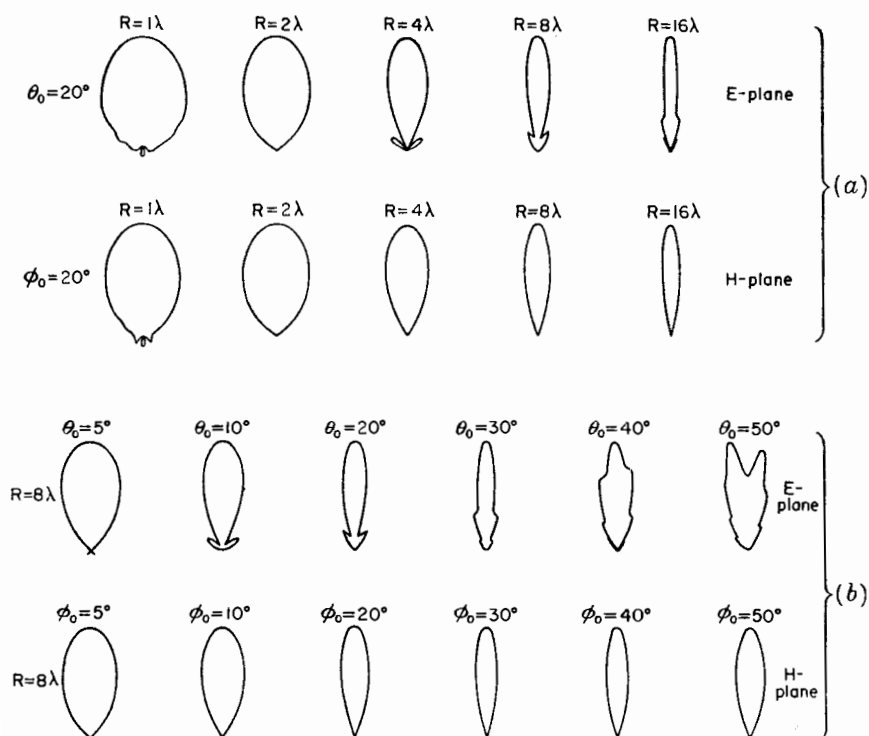 R=1λ R=2λ R=4λ R=8λ R=16λ
θ₀=20° E-plane
(a)
R=1λ R=2λ R=4λ R=8λ R=16λ
ϕ₀=20° H-plane
θ₀=5° θ₀=10° θ₀=20° θ₀=30° θ₀=40° θ₀=50°
R=8λ E-
plane
(b)
ϕ₀=5° ϕ₀=10° ϕ₀=20° ϕ₀=30° ϕ₀=40° ϕ₀=50°
R=8λ H-
plane